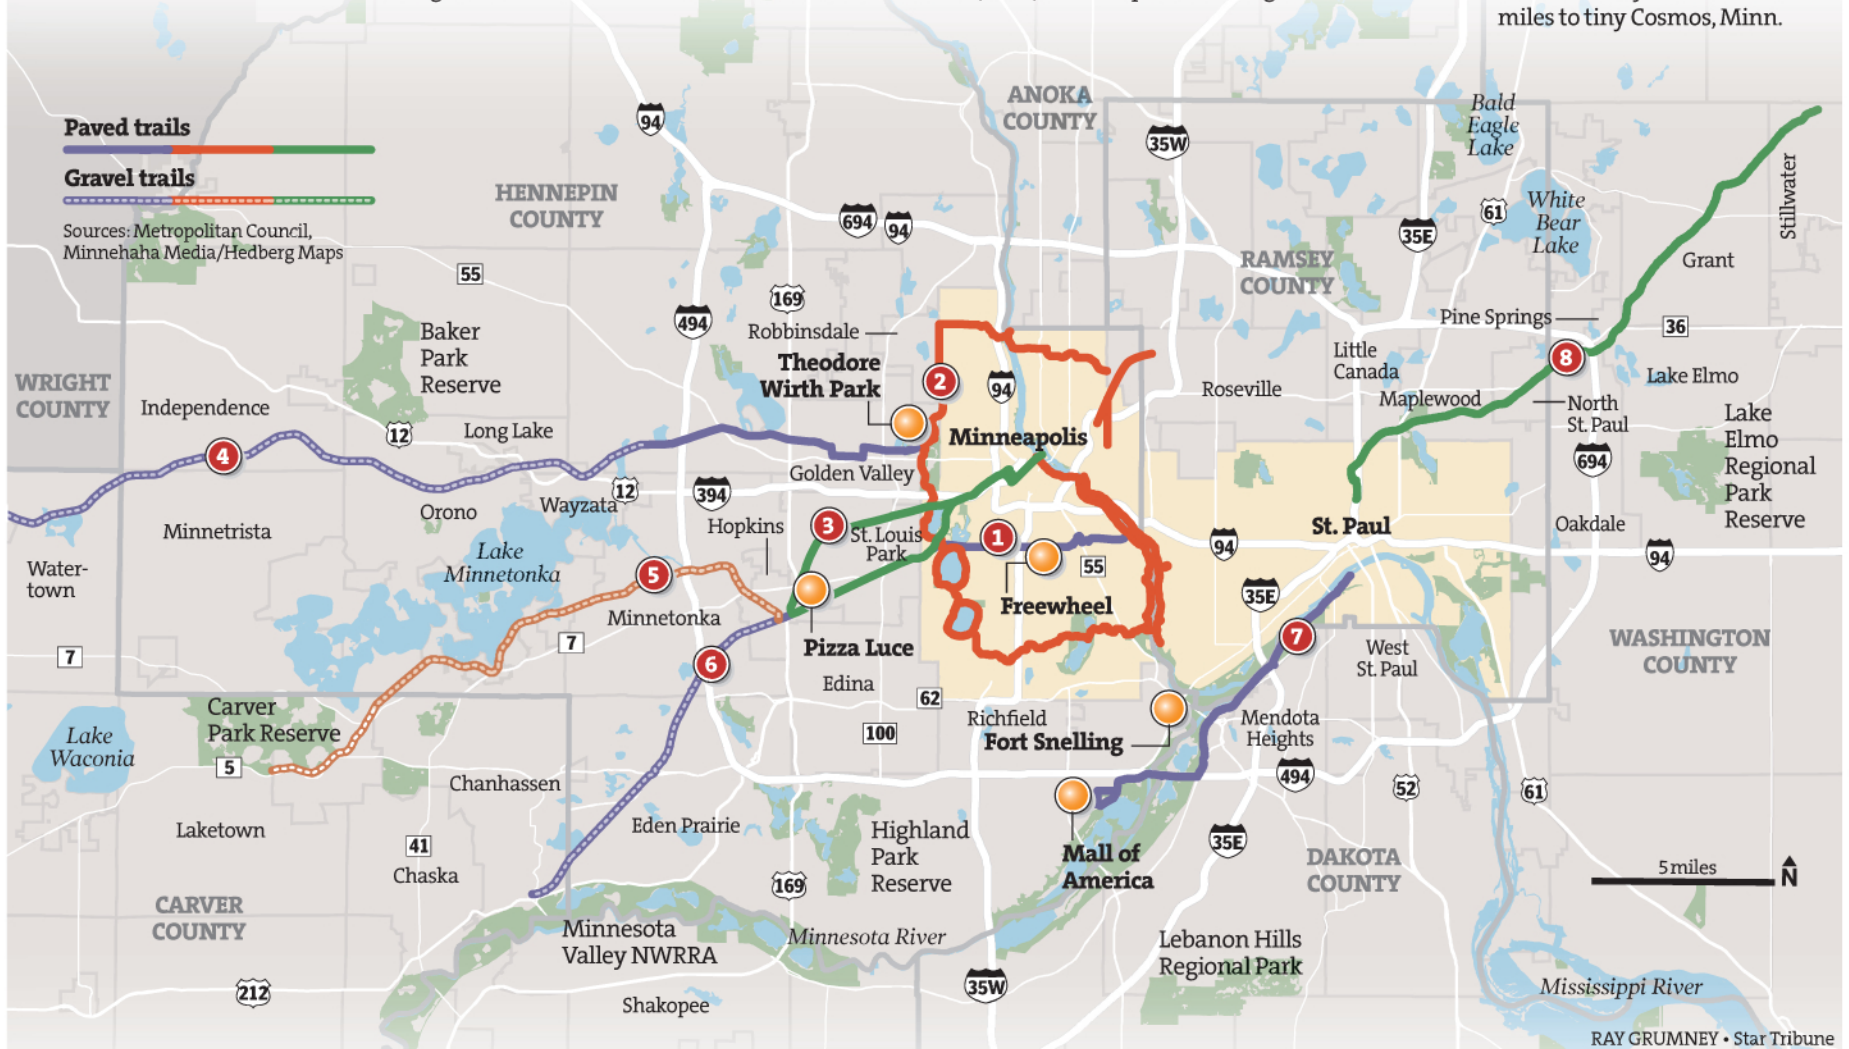 miles to tiny Cosmos, Minn.
Paved trails
Gravel trails
Sources: Metropolitan Council,
Minnehaha Media/Hedberg Maps
ANOKA
COUNTY
HENNEPIN
COUNTY
RAMSEY
COUNTY
WRIGHT
COUNTY
WASHINGTON
COUNTY
DAKOTA
COUNTY
CARVER
COUNTY
94
35W
Bald
Eagle
Lake
61
White
Bear
Lake
Stillwater
694
94
35E
Grant
55
169
494
Robbinsdale
Pine Springs
36
Baker
Park
Reserve
Theodore
Wirth Park
2
94
Little
Canada
8
Lake Elmo
Roseville
Maplewood
North
St. Paul
Lake
Elmo
Regional
Park
Reserve
Independence
12
Long Lake
4
Minneapolis
Golden Valley
694
12
394
Wayzata
Orono
Minnetrista
Hopkins
3
St. Louis
Park
1
55
94
St. Paul
Oakdale
94
Lake
Minnetonka
Water-
town
5
Minnetonka
Freewheel
35E
7
7
7
6
Pizza Luce
Edina
62
West
St. Paul
Carver
Park Reserve
Lake
Waconia
5
100
Richfield
Fort Snelling
Mendota
Heights
494
52
61
Chanhassen
Laketown
41
Chaska
Eden Prairie
Highland
Park
Reserve
169
Mall of
America
35E
5 miles
N
Minnesota
Valley NWRRA
Minnesota River
Lebanon Hills
Regional Park
35W
212
Shakopee
Mississippi River
RAY GRUMNEY • Star Tribune